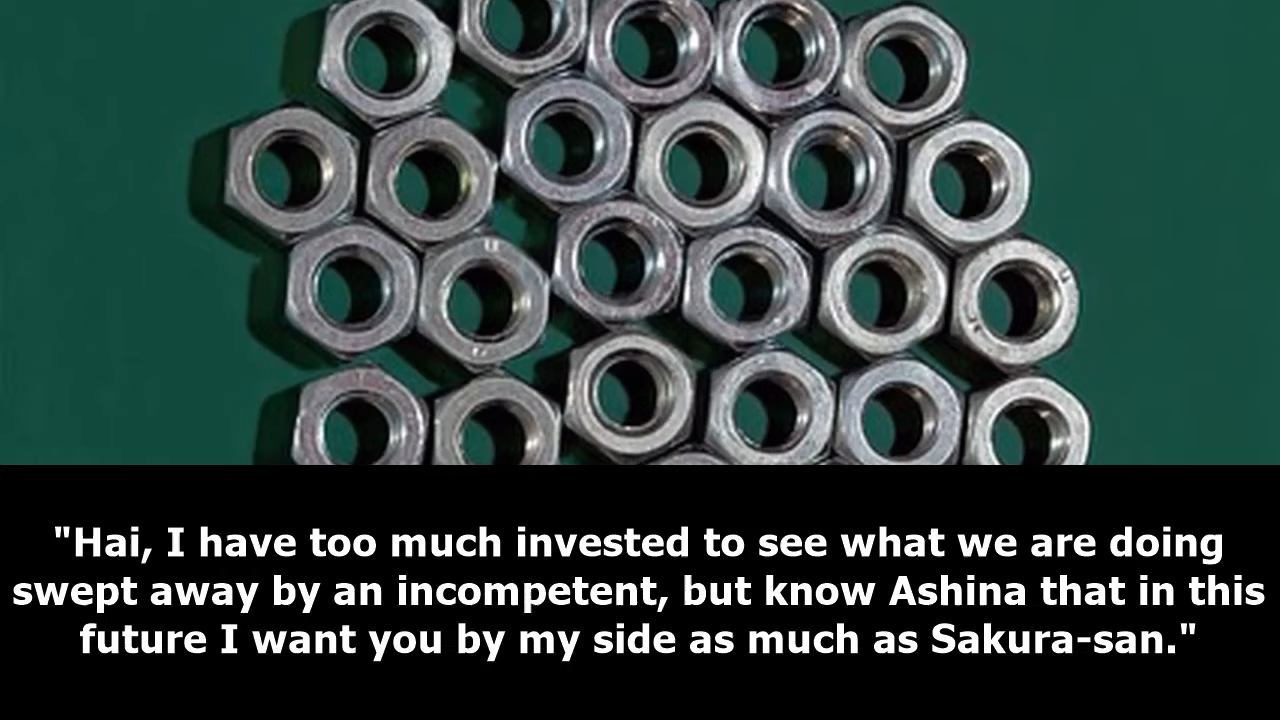 "Hai, I have too much invested to see what we are doing
swept away by an incompetent, but know Ashina that in this
future I want you by my side as much as Sakura-san."